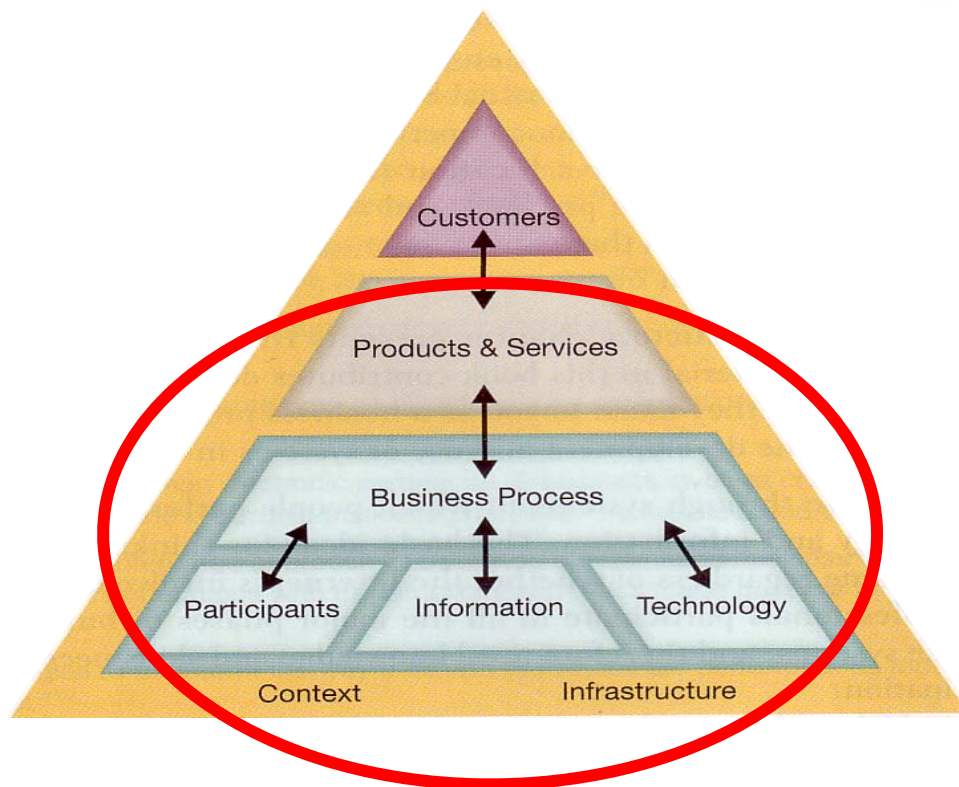 Customers
Products & Services
Business Process
Participants Information Technology
Context Infrastructure